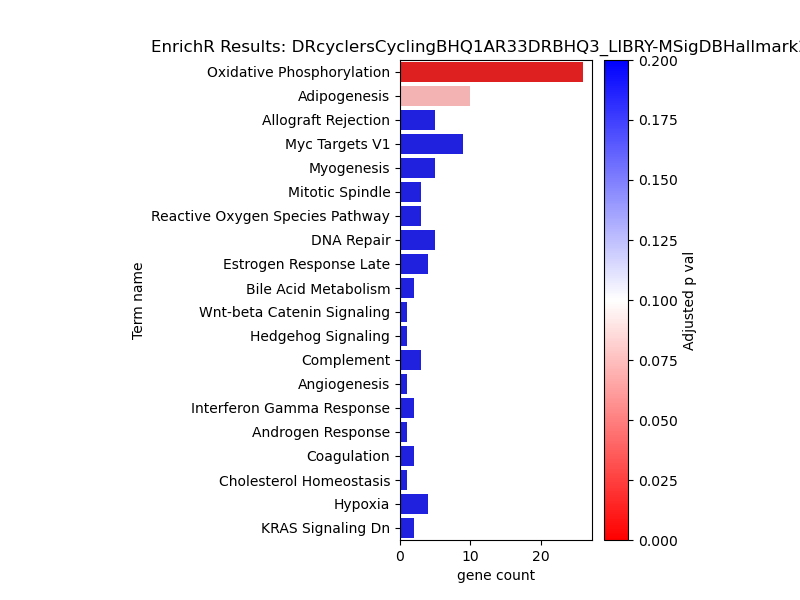 EnrichR Results: DRcyclersCyclingBHQ1AR33DRBHQ3_LIBRY-MSigDBHallmark
Oxidative Phosphorylation
Adipogenesis
Allograft Rejection
Myc Targets V1
Myogenesis
Mitotic Spindle
Reactive Oxygen Species Pathway
DNA Repair
Estrogen Response Late
Bile Acid Metabolism
Wnt-beta Catenin Signaling
Hedgehog Signaling
Complement
Angiogenesis
Interferon Gamma Response
Androgen Response
Coagulation
Cholesterol Homeostasis
Hypoxia
KRAS Signaling Dn
Term name
0 10 20
gene count
0.200
0.175
0.150
0.125
0.100
0.075
0.050
0.025
0.000
Adjusted p val